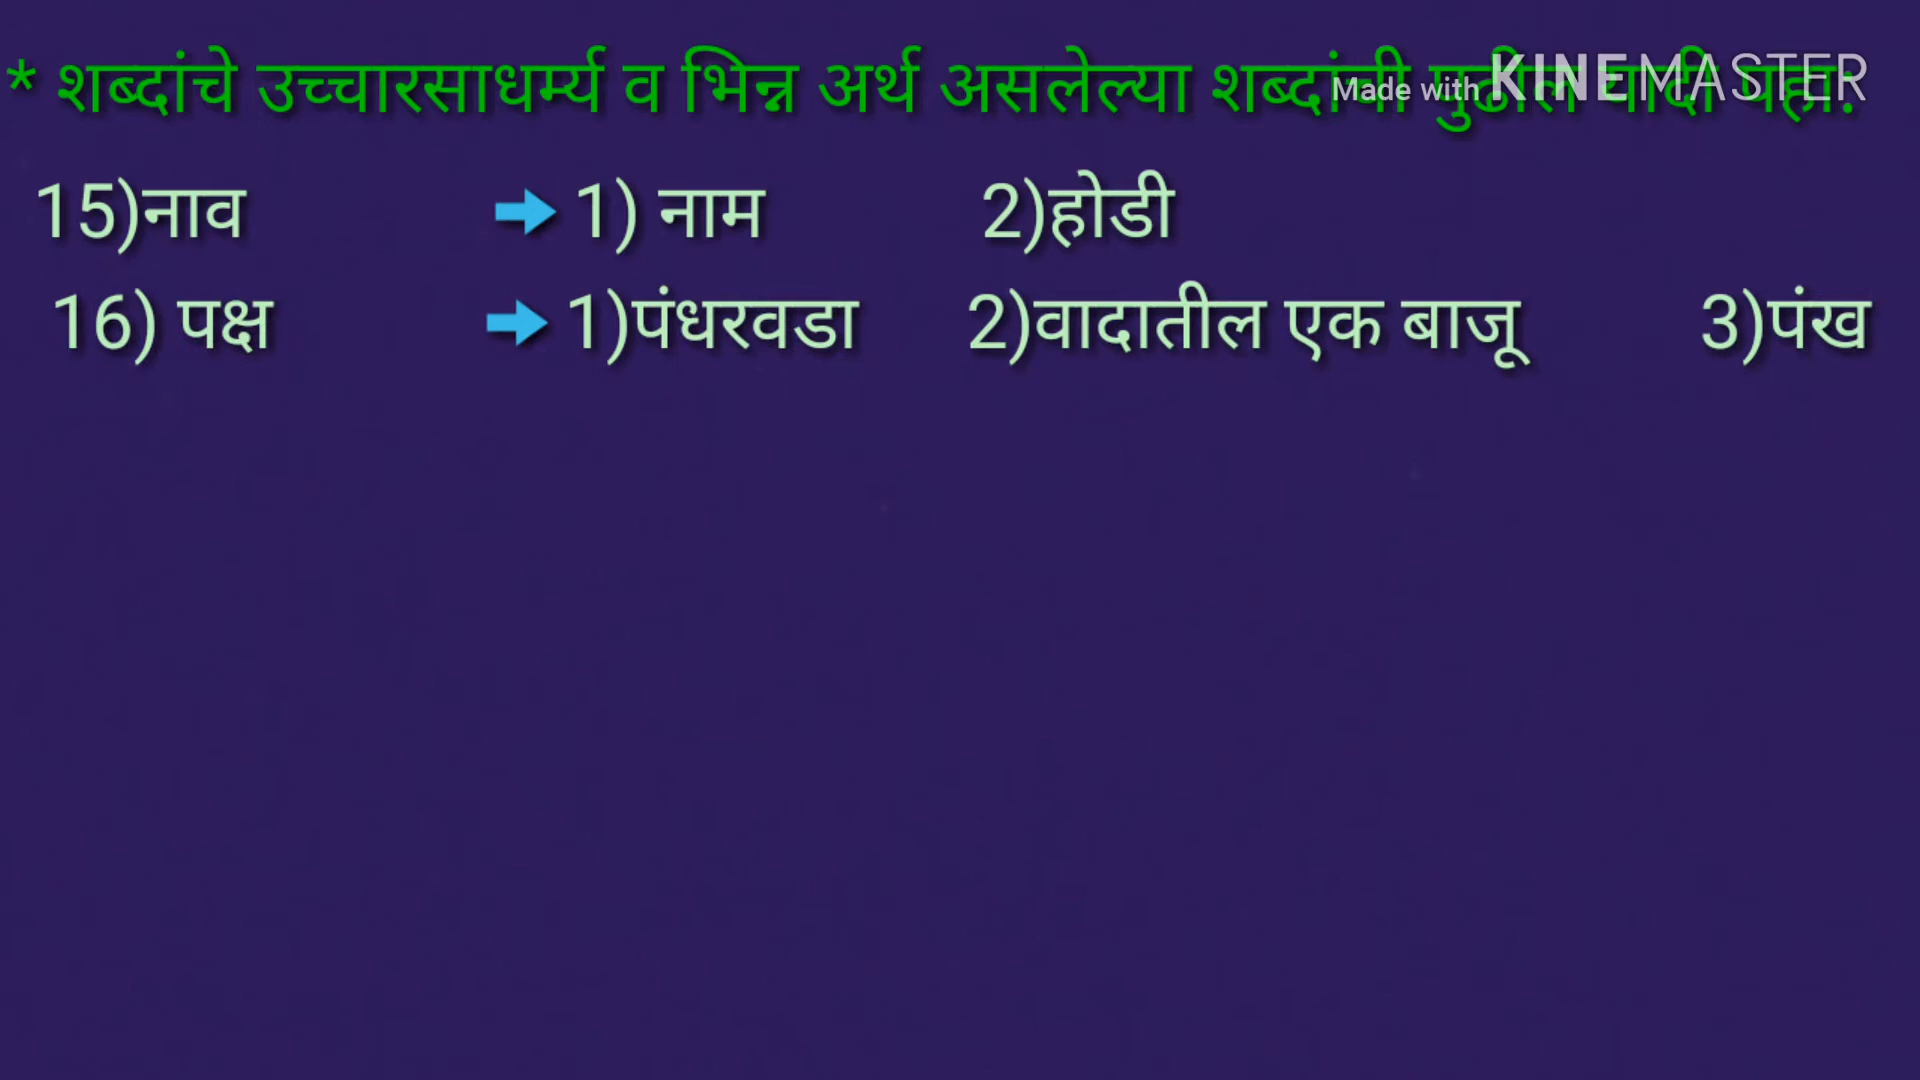 * शब्दांचे उच्चारसाधर्म्य व भिन्न अर्थ असलेल्या शब्दांची पुढील यादी पहा.
Made with KINEMASTER
15)नाव ➡ 1) नाम 2)होडी
16) पक्ष ➡ 1)पंधरवडा 2)वादातील एक बाजू 3)पंख